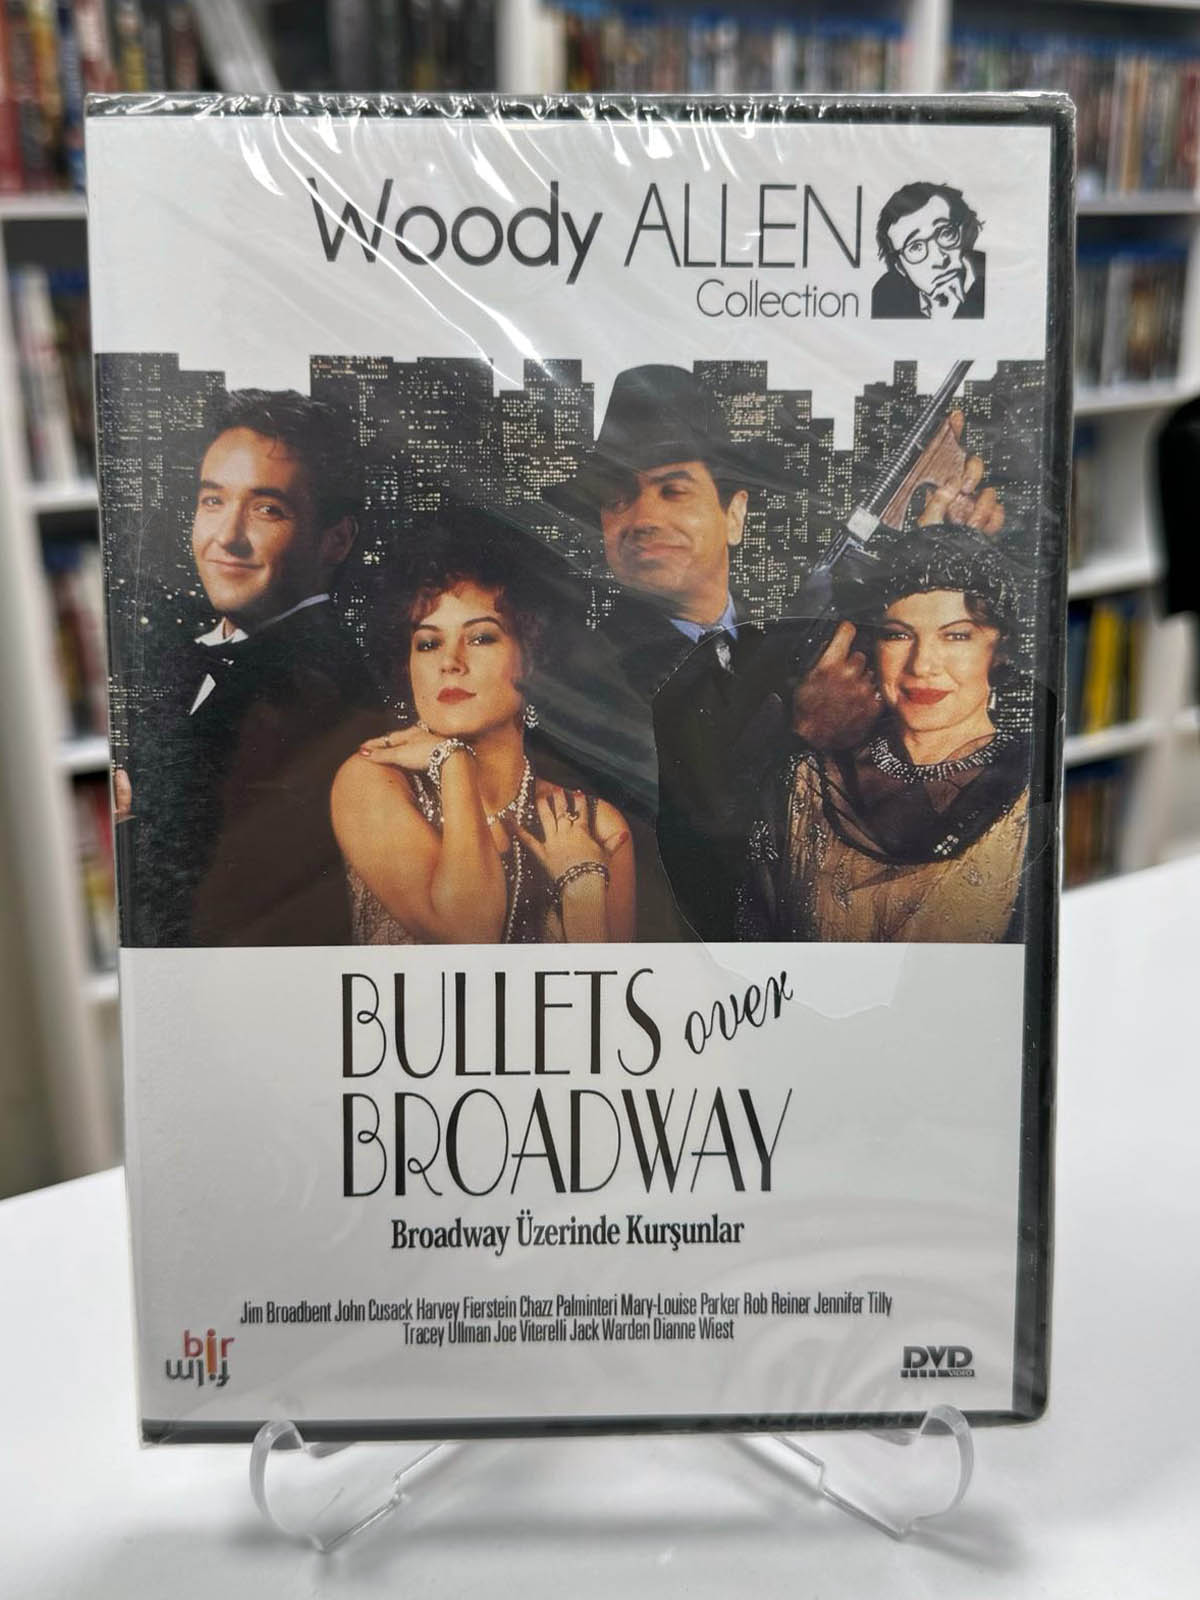 Woody ALLEN
Collection
BULLETS over
BROADWAY
Broadway Üzerinde Kurşunlar
Jim Broadbent John Cusack Harvey Fierstein Chazz Palminteri Mary-Louise Parker Rob Reiner Jennifer Tilly
Tracey Ullman Joe Viterelli Jack Warden Dianne Wiest
bir
film
DVD
VIDEO